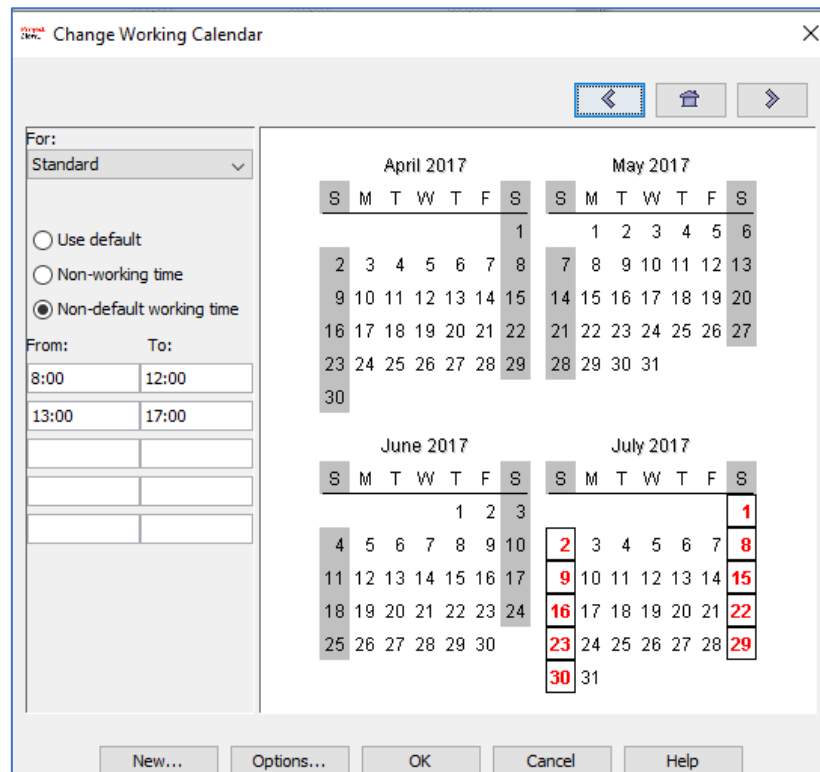 Change Working Calendar
For:
Standard
Use default
Non-working time
Non-default working time
From: To:
8:00 12:00
13:00 17:00
April 2017
S M T W T F S
1
2 3 4 5 6 7 8
9 10 11 12 13 14 15
16 17 18 19 20 21 22
23 24 25 26 27 28 29
30
May 2017
S M T W T F S
1 2 3 4 5 6
7 8 9 10 11 12 13
14 15 16 17 18 19 20
21 22 23 24 25 26 27
28 29 30 31
June 2017
S M T W T F S
1 2 3
4 5 6 7 8 9 10
11 12 13 14 15 16 17
18 19 20 21 22 23 24
25 26 27 28 29 30
July 2017
S M T W T F S
1
2 3 4 5 6 7 8
9 10 11 12 13 14 15
16 17 18 19 20 21 22
23 24 25 26 27 28 29
30 31
New... Options... OK Cancel Help